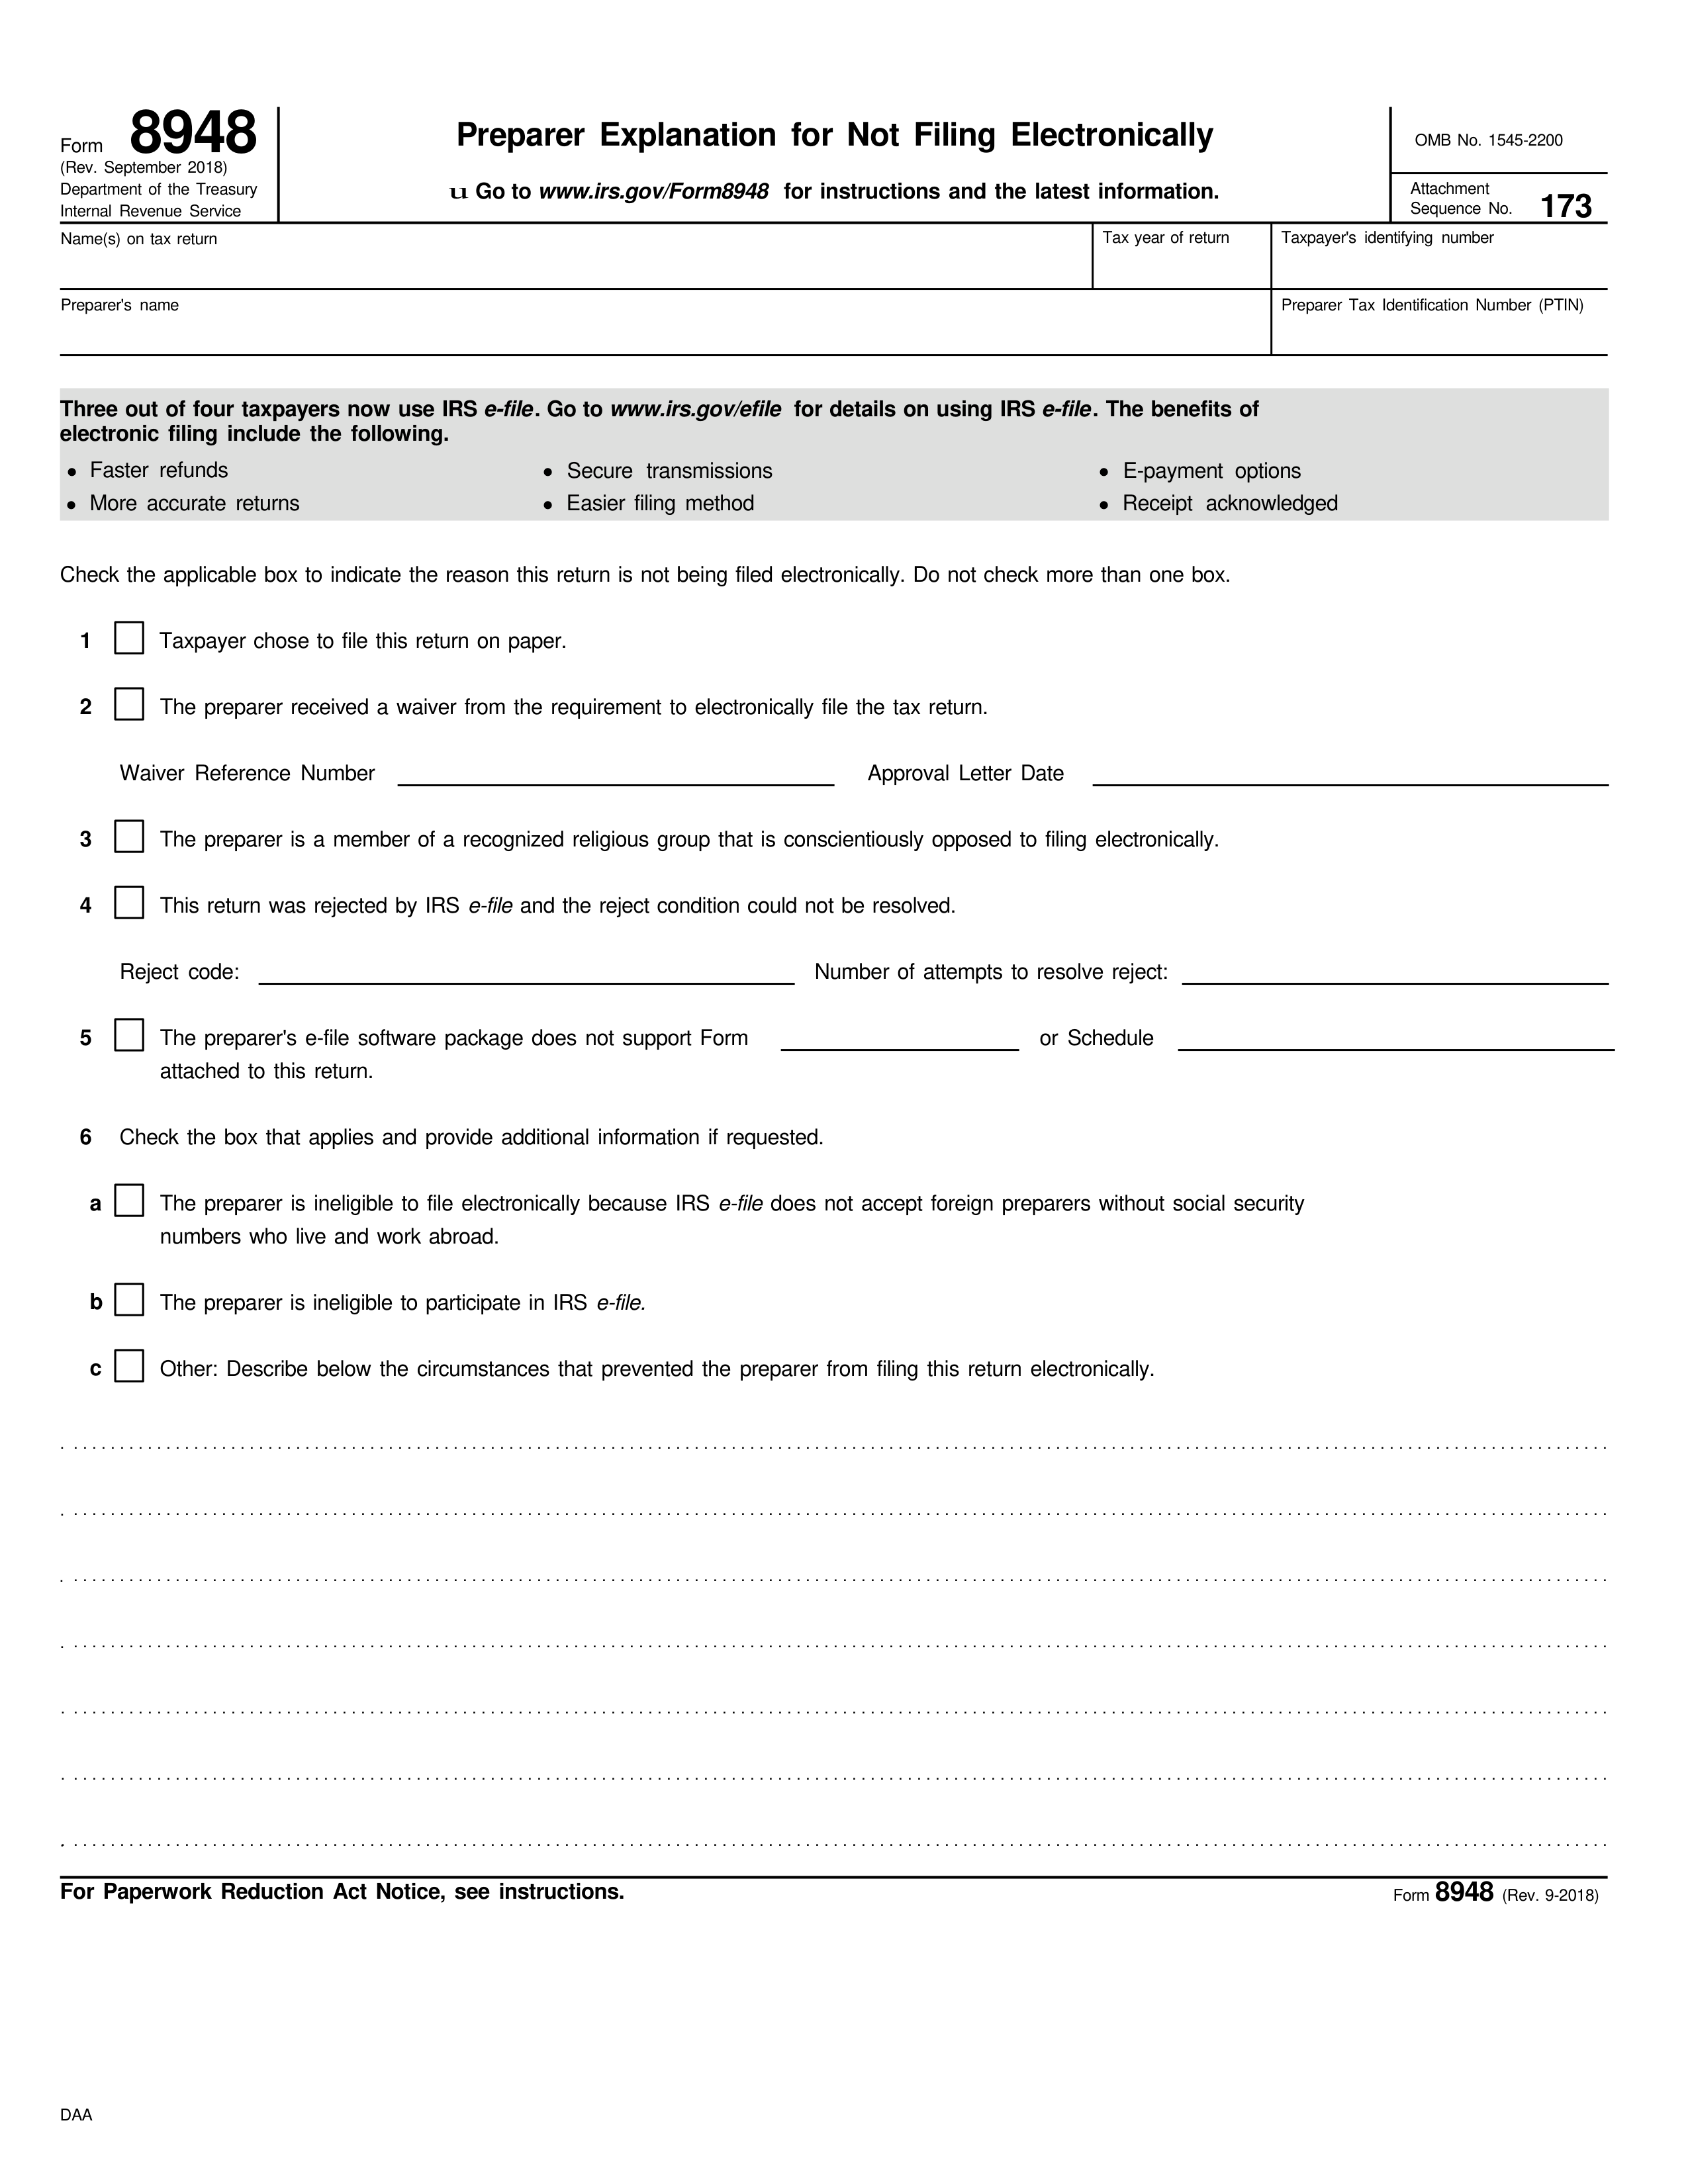 Form 8948
(Rev. September 2018)
Department of the Treasury
Internal Revenue Service
Preparer Explanation for Not Filing Electronically
u Go to www.irs.gov/Form8948 for instructions and the latest information.
OMB No. 1545-2200
Attachment
Sequence No. 173
Name(s) on tax return
Tax year of return
Taxpayer's identifying number
Preparer's name
Preparer Tax Identification Number (PTIN)
Three out of four taxpayers now use IRS e-file. Go to www.irs.gov/efile for details on using IRS e-file. The benefits of
electronic filing include the following.
• Faster refunds • Secure transmissions • E-payment options
• More accurate returns • Easier filing method • Receipt acknowledged
Check the applicable box to indicate the reason this return is not being filed electronically. Do not check more than one box.
1 Taxpayer chose to file this return on paper.
2 The preparer received a waiver from the requirement to electronically file the tax return.
Waiver Reference Number Approval Letter Date
3 The preparer is a member of a recognized religious group that is conscientiously opposed to filing electronically.
4 This return was rejected by IRS e-file and the reject condition could not be resolved.
Reject code: Number of attempts to resolve reject:
5 The preparer's e-file software package does not support Form or Schedule
attached to this return.
6 Check the box that applies and provide additional information if requested.
a The preparer is ineligible to file electronically because IRS e-file does not accept foreign preparers without social security
numbers who live and work abroad.
b The preparer is ineligible to participate in IRS e-file.
c Other: Describe below the circumstances that prevented the preparer from filing this return electronically.
For Paperwork Reduction Act Notice, see instructions.
Form 8948 (Rev. 9-2018)
DAA